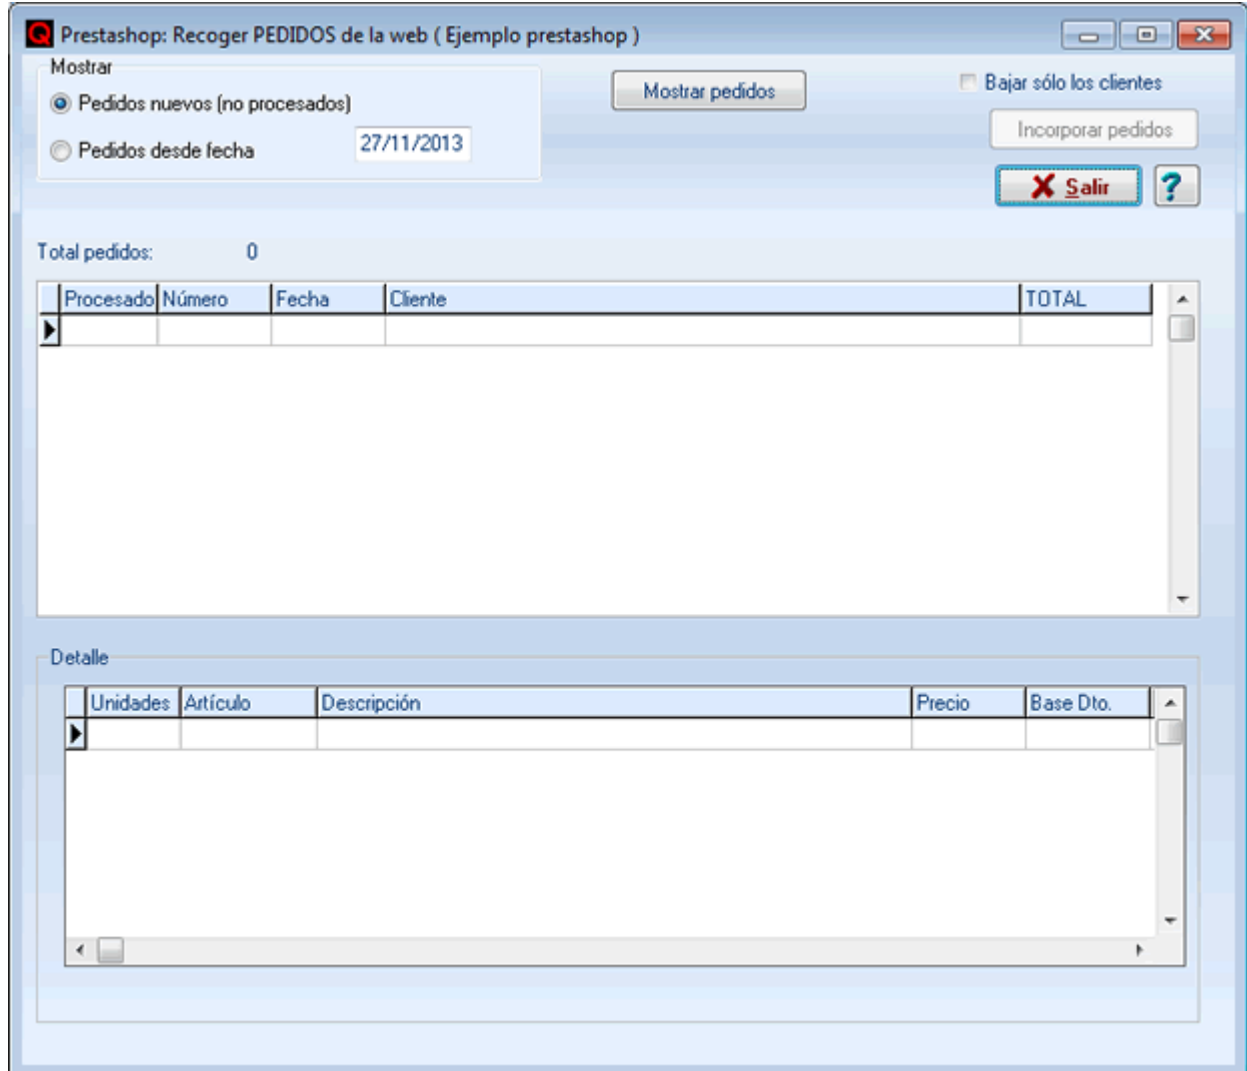 Prestashop: Recoger PEDIDOS de la web ( Ejemplo prestashop )
Mostrar
Pedidos nuevos (no procesados)
Pedidos desde fecha 27/11/2013
Mostrar pedidos
Bajar sólo los clientes
Incorporar pedidos
Salir ?
Total pedidos: 0
Procesado Número Fecha Cliente TOTAL
Detalle
Unidades Artículo Descripción Precio Base Dto.